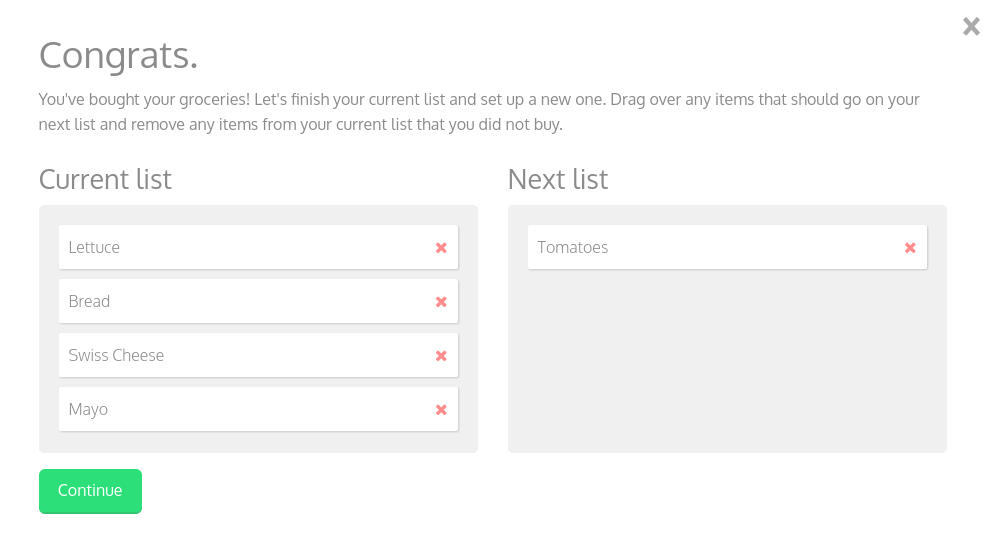 Congrats.
You've bought your groceries! Let's finish your current list and set up a new one. Drag over any items that should go on your
next list and remove any items from your current list that you did not buy.
Current list
Lettuce
Bread
Swiss Cheese
Mayo
Next list
Tomatoes
Continue